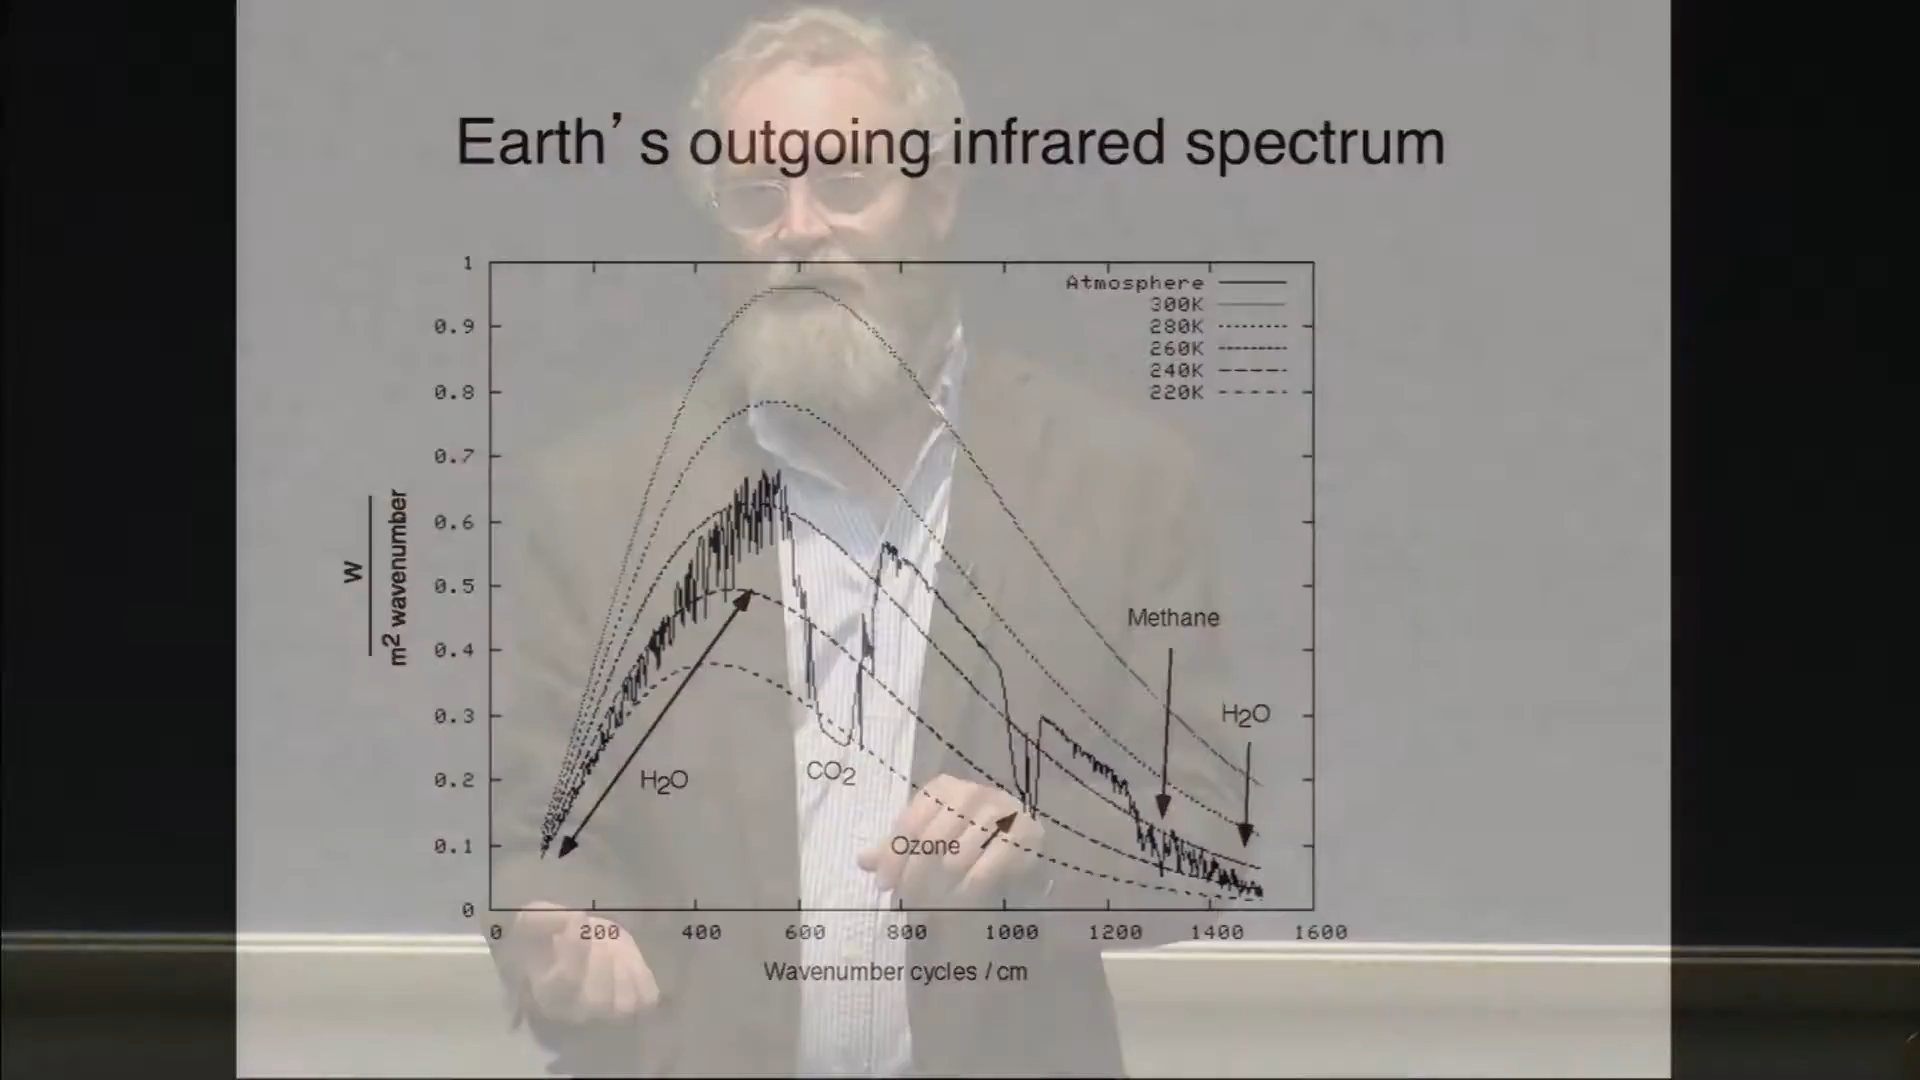 Earth's outgoing infrared spectrum
1
0.9
0.8
0.7
0.6
0.5
0.4
0.3
0.2
0.1
0
W
m2 wavenumber
Atmosphere
300K
280K
260K
240K
220K
Methane
H2O
H2O
CO2
Ozone
0 200 400 600 800 1000 1200 1400 1600
Wavenumber cycles / cm